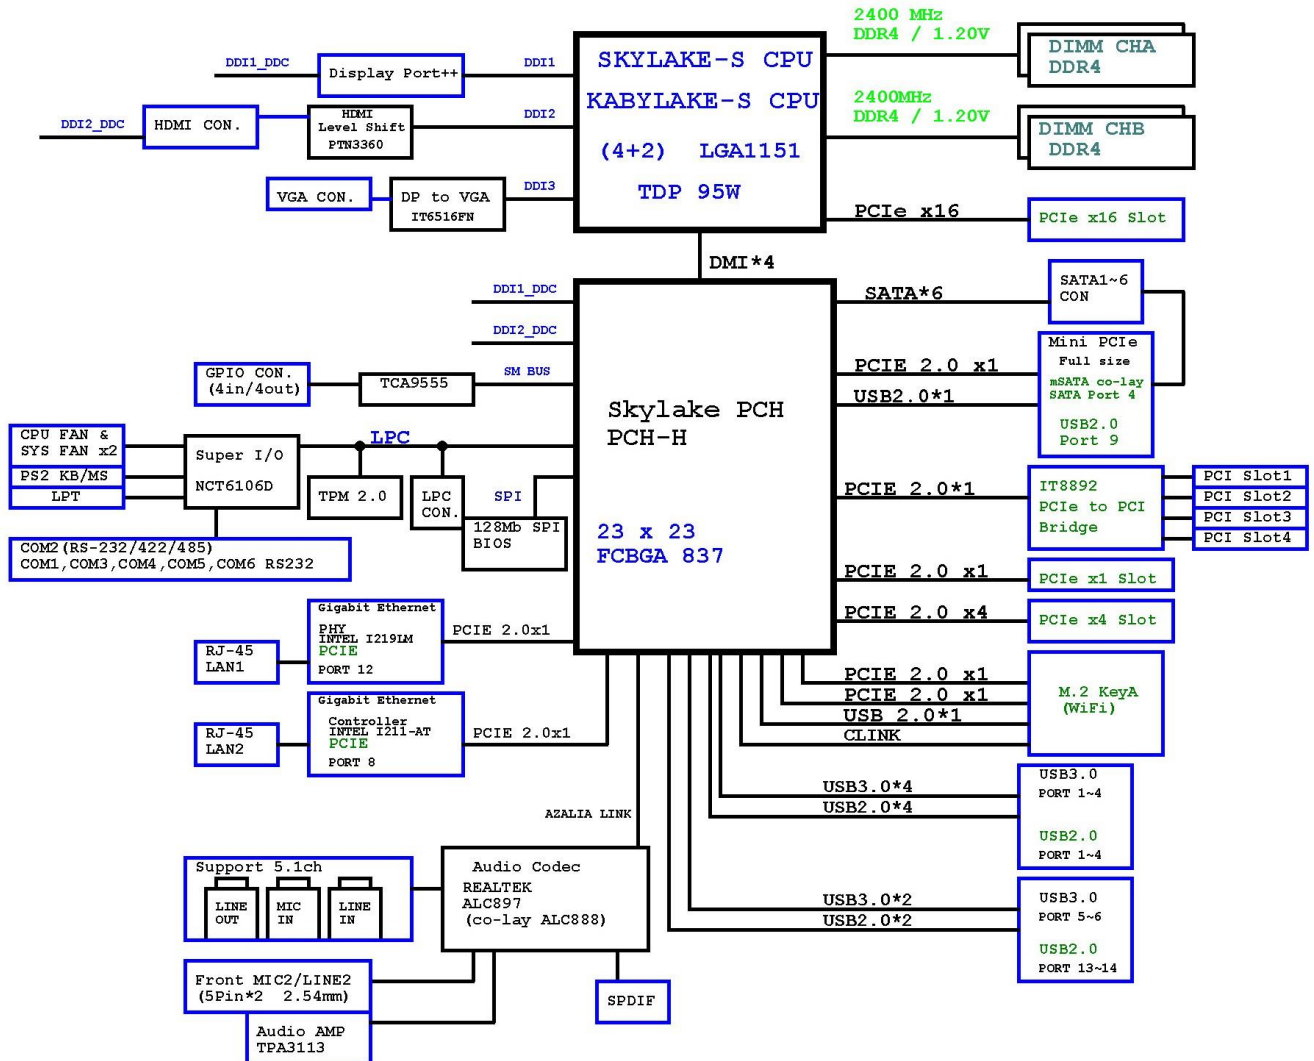 2400 MHz
DDR4 / 1.20V
DIMM CHA
DDR4
SKYLAKE-S CPU
KABYLAKE-S CPU
(4+2) LGA1151
TDP 95W
DDI1_DDC
Display Port++
DDI1
2400MHz
DDR4 / 1.20V
DIMM CHB
DDR4
DDI2_DDC
HDMI CON.
HDMI
Level Shift
PTN3360
DDI2
VGA CON.
DP to VGA
IT6516FN
DDI3
PCIe x16
PCIe x16 Slot
DMI*4
DDI1_DDC
DDI2_DDC
SATA*6
SATA1~6
CON
GPIO CON.
(4in/4out)
TCA9555
SM BUS
Skylake PCH
PCH-H
23 x 23
FCBGA 837
PCIE 2.0 x1
USB2.0*1
Mini PCIe
Full size
mSATA co-lay
SATA Port 4
USB2.0
Port 9
CPU FAN &
SYS FAN x2
PS2 KB/MS
LPT
Super I/O
NCT6106D
LPC
TPM 2.0
LPC
CON.
SPI
128Mb SPI
BIOS
COM2(RS-232/422/485)
COM1,COM3,COM4,COM5,COM6 RS232
PCIE 2.0*1
IT8892
PCIe to PCI
Bridge
PCI Slot1
PCI Slot2
PCI Slot3
PCI Slot4
PCIE 2.0 x1
PCIe x1 Slot
PCIE 2.0 x4
PCIe x4 Slot
RJ-45
LAN1
Gigabit Ethernet
PHY
INTEL I219LM
PCIE
PORT 12
PCIE 2.0x1
RJ-45
LAN2
Gigabit Ethernet
Controller
INTEL I211-AT
PCIE
PORT 8
PCIE 2.0x1
PCIE 2.0 x1
PCIE 2.0 x1
USB 2.0*1
CLINK
M.2 KeyA
(WiFi)
USB3.0*4
USB2.0*4
USB3.0
PORT 1~4
USB2.0
PORT 1~4
AZALIA LINK
Support 5.1ch
LINE
OUT
MIC
IN
LINE
IN
Audio Codec
REALTEK
ALC897
(co-lay ALC888)
USB3.0*2
USB2.0*2
USB3.0
PORT 5~6
USB2.0
PORT 13~14
Front MIC2/LINE2
(5Pin*2 2.54mm)
Audio AMP
TPA3113
SPDIF